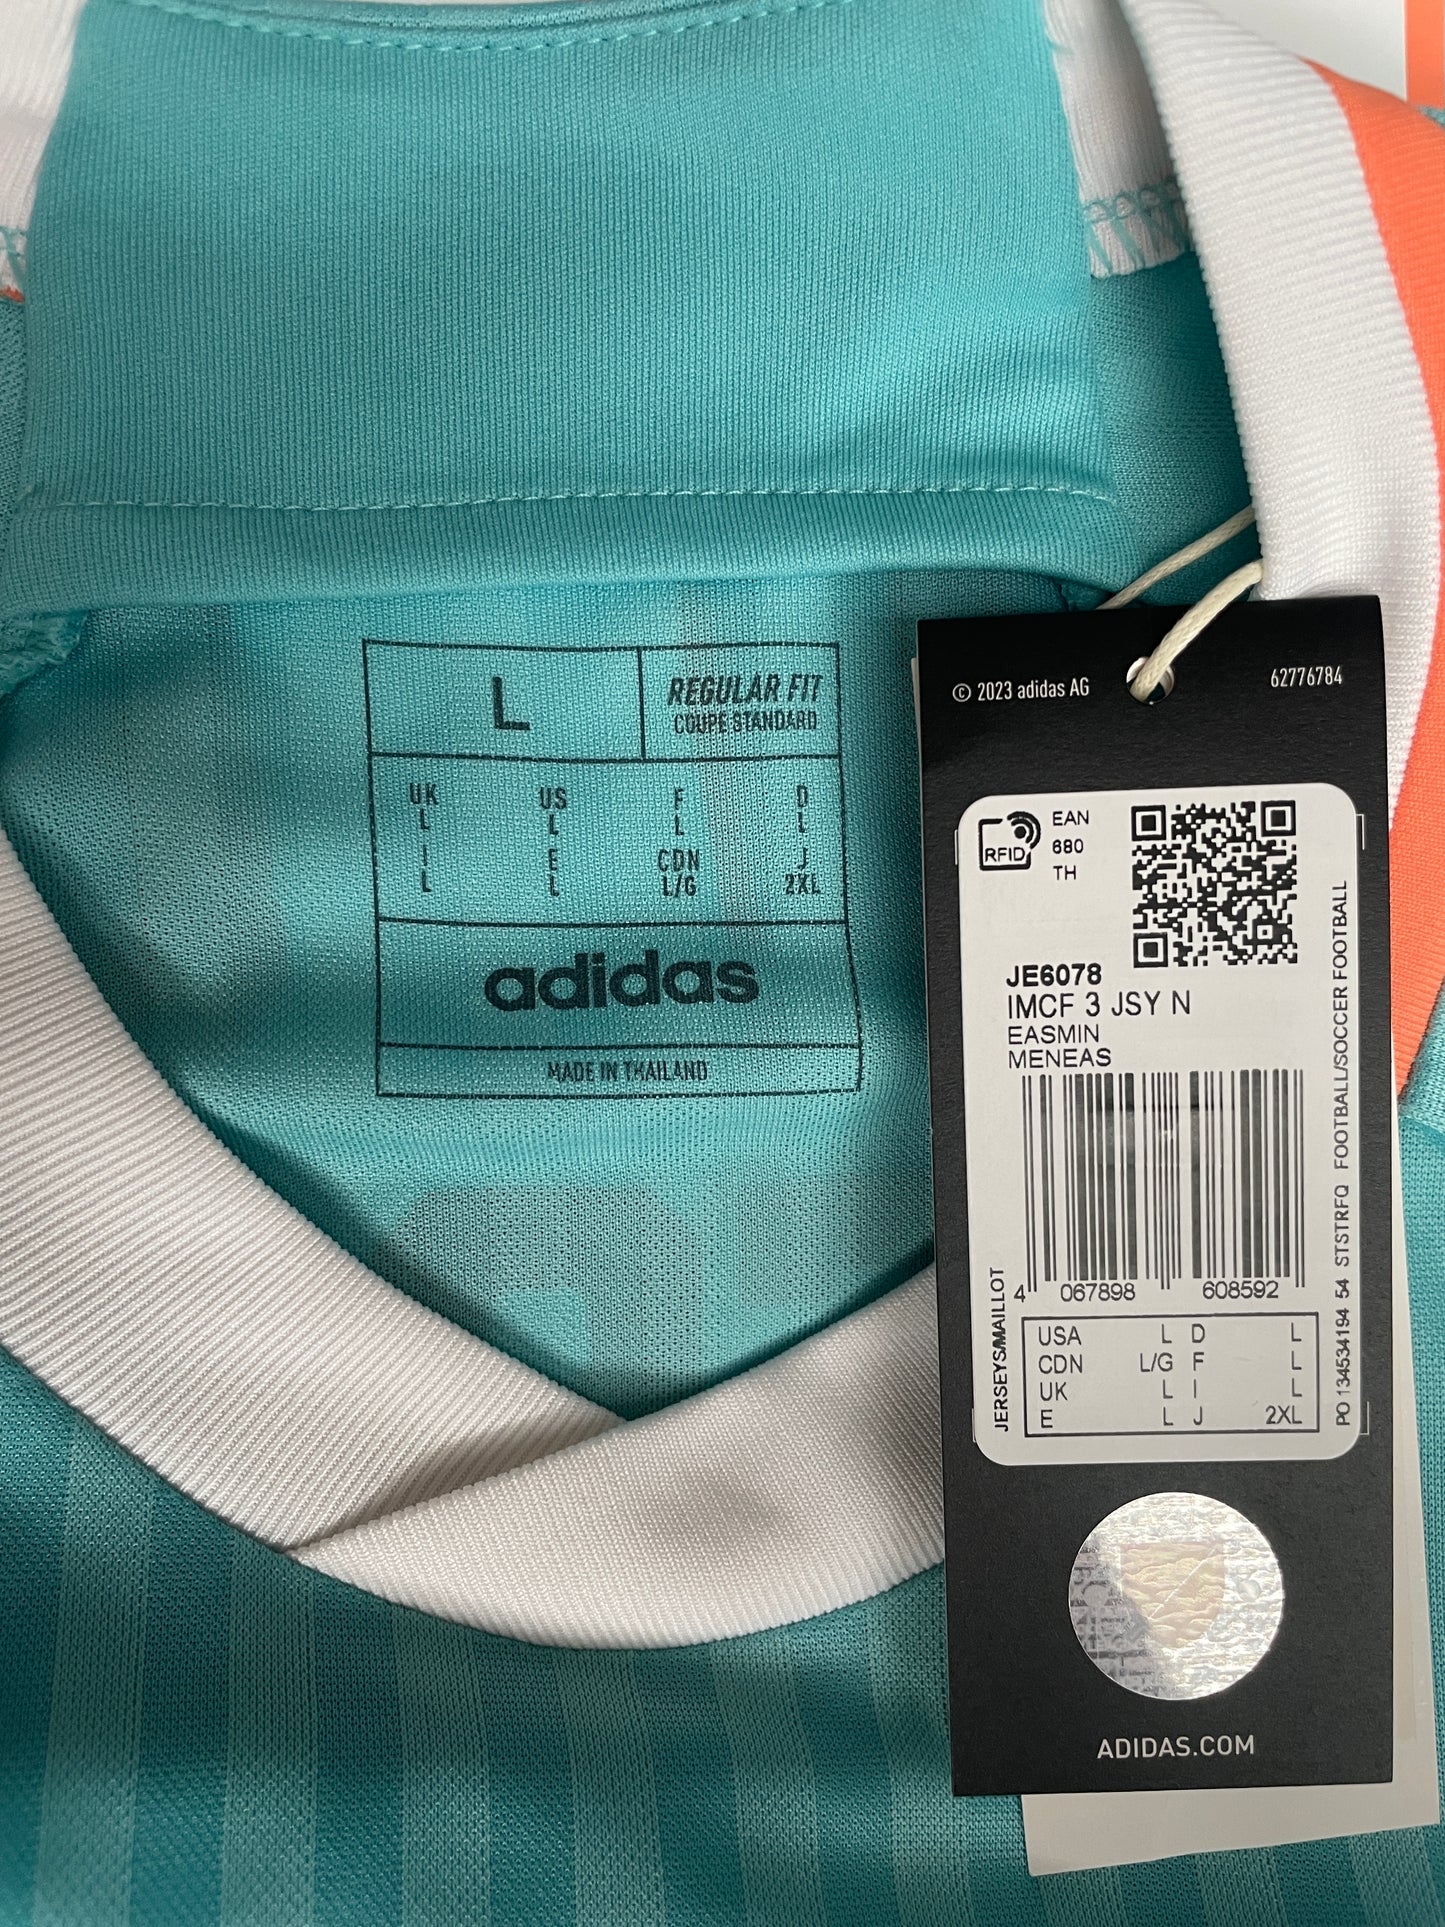 L
REGULAR FIT
COUPE STANDARD
UK US F D
L L L L
I E CDN J
L L L/G 2XL
adidas
MADE IN THAILAND
© 2023 adidas AG
62776784
RFID
EAN
680
TH
JE6078
IMCF 3 JSY N
EASMIN
MENEAS
4 067898 608592
USA L D L
CDN L/G F L
UK L I L
E L J 2XL
JERSEYS/MAILLOT
PO 134534194 54 STSTRFQ FOOTBALL/SOCCER FOOTBALL
ADIDAS.COM